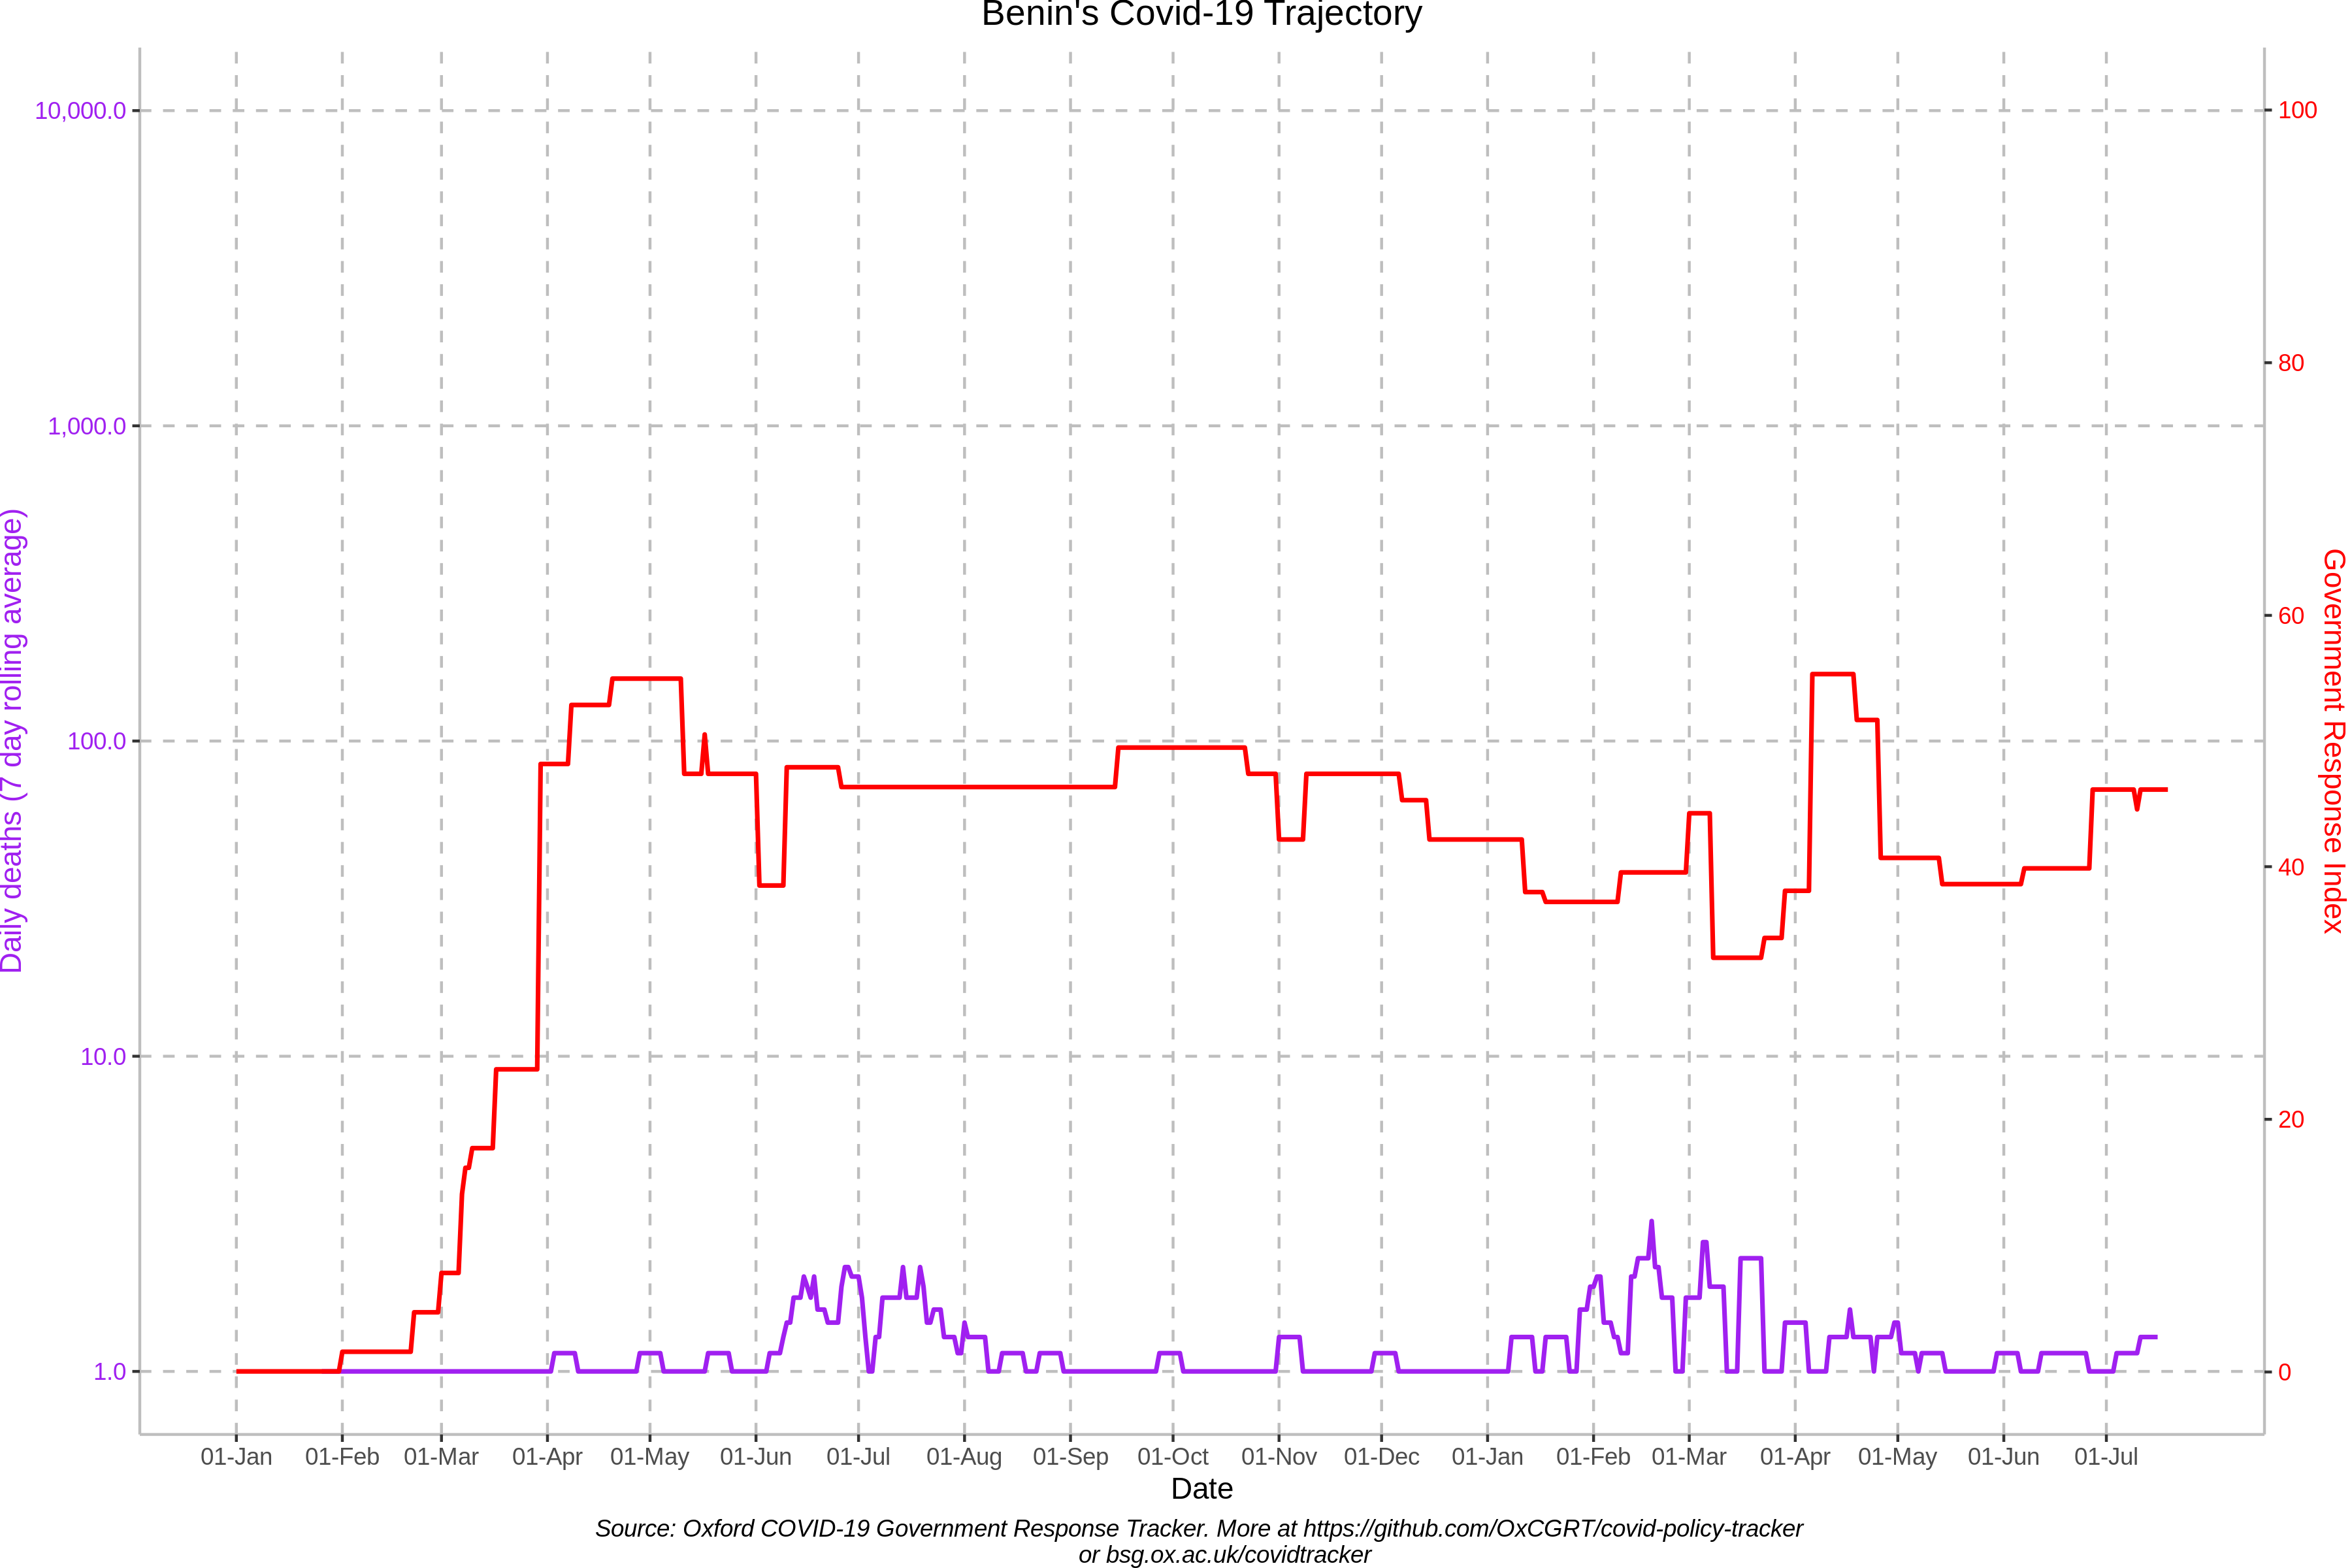 Benin's Covid-19 Trajectory
10,000.0
1,000.0
100.0
10.0
1.0
Daily deaths (7 day rolling average)
100
80
60
40
20
0
Government Response Index
01-Jan 01-Feb 01-Mar 01-Apr 01-May 01-Jun 01-Jul 01-Aug 01-Sep 01-Oct 01-Nov 01-Dec 01-Jan 01-Feb 01-Mar 01-Apr 01-May 01-Jun 01-Jul
Date
Source: Oxford COVID-19 Government Response Tracker. More at https://github.com/OxCGRT/covid-policy-tracker
or bsg.ox.ac.uk/covidtracker